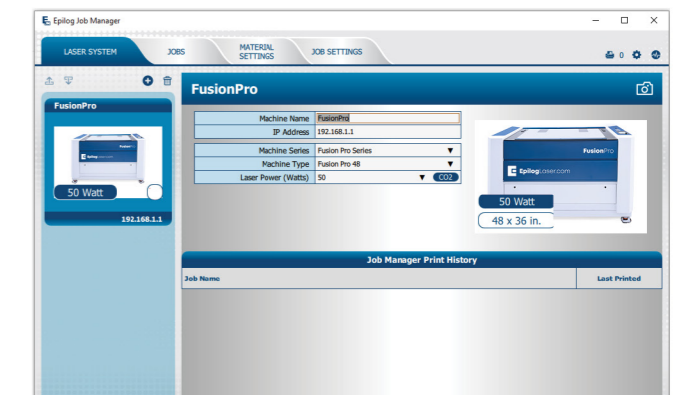 Epilog Job Manager
LASER SYSTEM
JOBS
MATERIAL
SETTINGS
JOB SETTINGS
0
FusionPro
50 Watt
192.168.1.1
FusionPro
Machine Name FusionPro
IP Address 192.168.1.1
Machine Series Fusion Pro Series
Machine Type Fusion Pro 48
Laser Power (Watts) 50 CO2
FusionPro
Epiloglaser.com
50 Watt
48 x 36 in.
Job Manager Print History
Job Name Last Printed